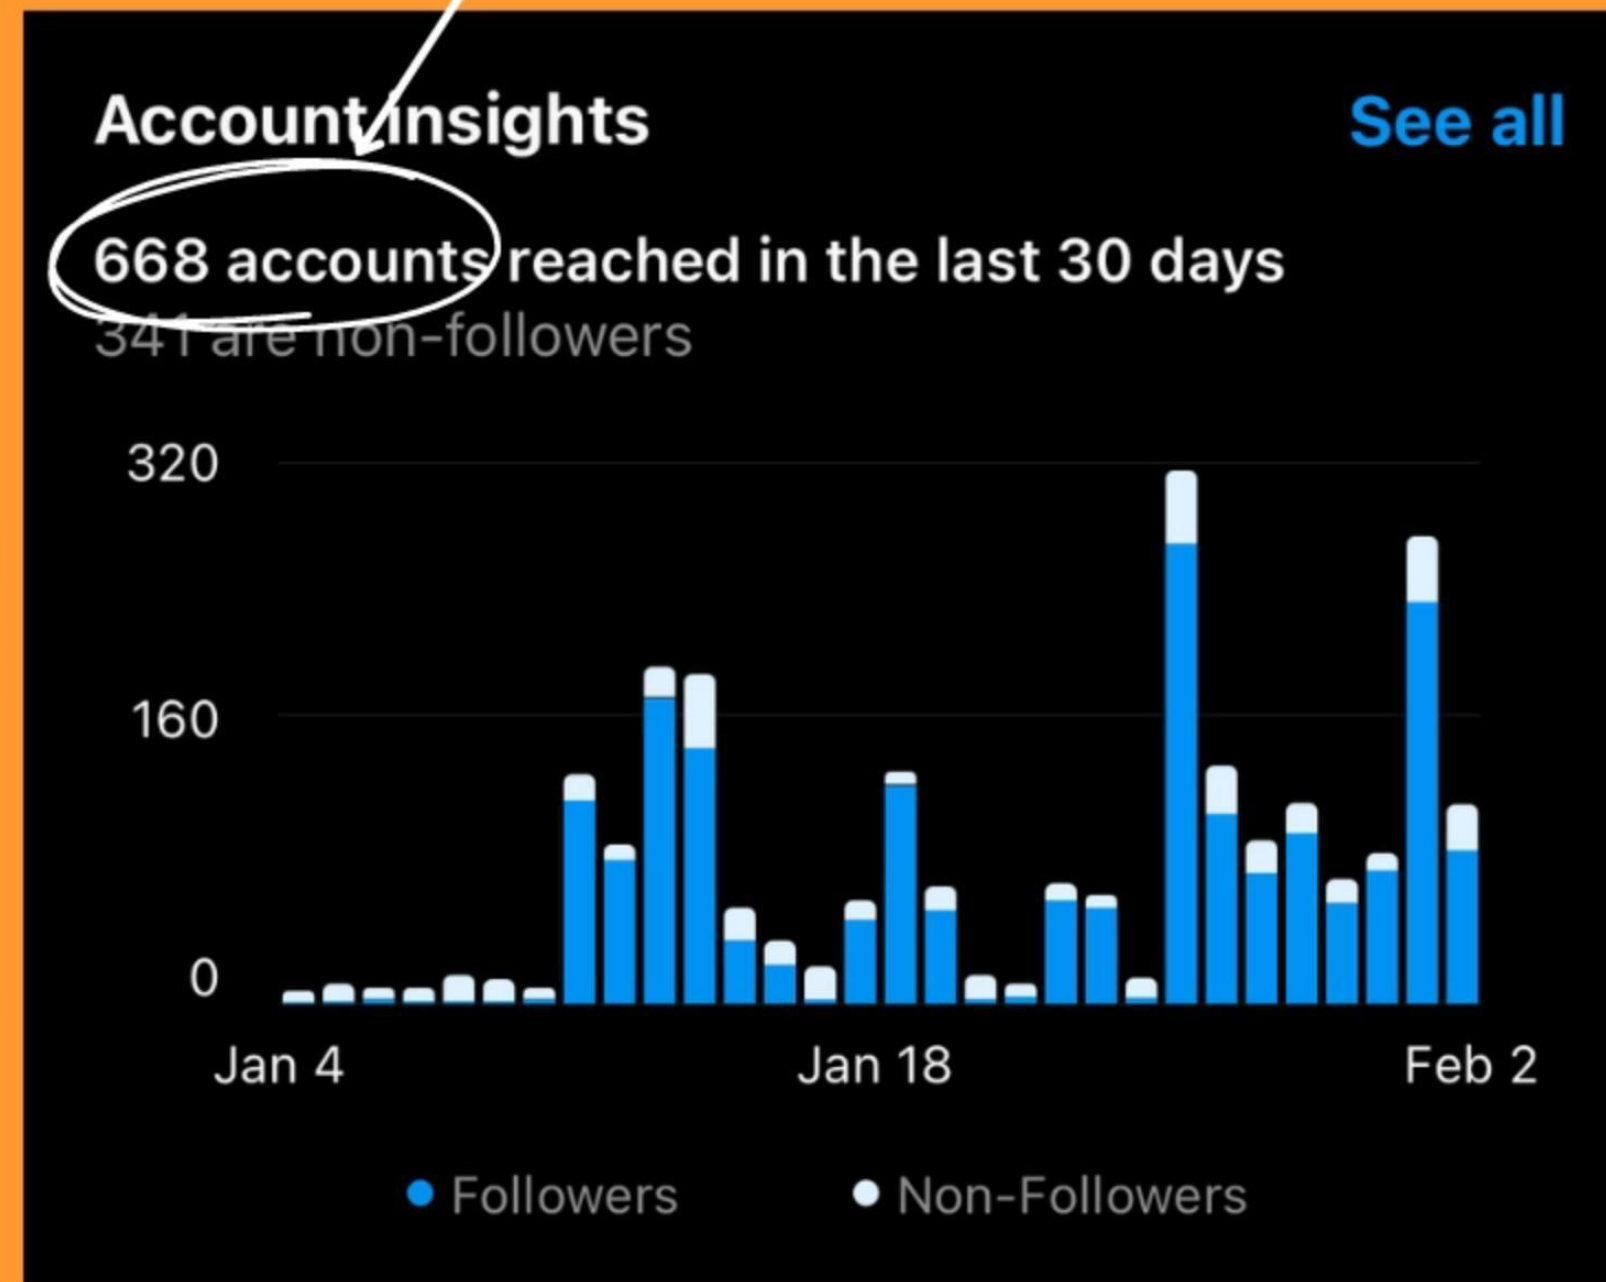 Account insights
See all
668 accounts reached in the last 30 days
341 are non-followers
320
160
0
Jan 4
Jan 18
Feb 2
Followers
Non-Followers